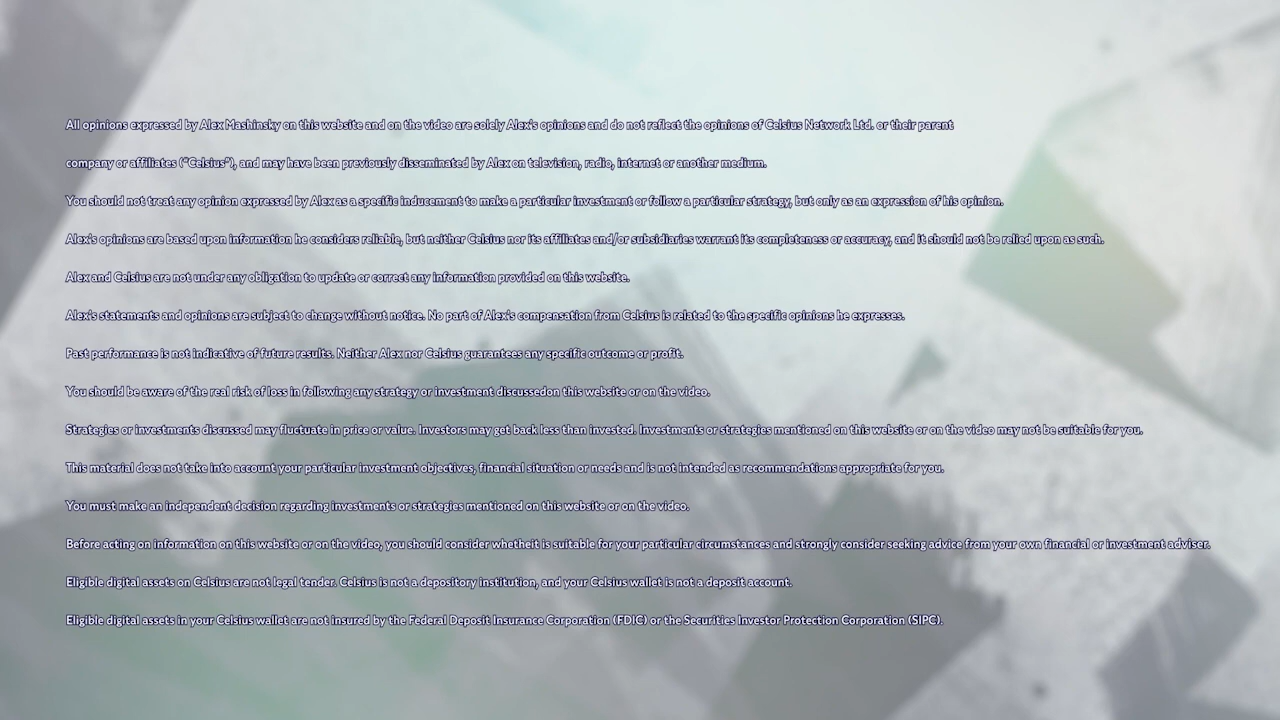 All opinions expressed by Alex Mashinsky on this website and on the video are solely Alex's opinions and do not reflect the opinions of Celsius Network Ltd. or their parent
company or affiliates ("Celsius"), and may have been previously disseminated by Alex on television, radio, internet or another medium.
You should not treat any opinion expressed by Alex as a specific inducement to make a particular investment or follow a particular strategy, but only as an expression of his opinion.
Alex's opinions are based upon information he considers reliable, but neither Celsius nor its affiliates and/or subsidiaries warrant its completeness or accuracy, and it should not be relied upon as such.
Alex and Celsius are not under any obligation to update or correct any information provided on this website.
Alex's statements and opinions are subject to change without notice. No part of Alex's compensation from Celsius is related to the specific opinions he expresses.
Past performance is not indicative of future results. Neither Alex nor Celsius guarantees any specific outcome or profit.
You should be aware of the real risk of loss in following any strategy or investment discussedon this website or on the video.
Strategies or investments discussed may fluctuate in price or value. Investors may get back less than invested. Investments or strategies mentioned on this website or on the video may not be suitable for you.
This material does not take into account your particular investment objectives, financial situation or needs and is not intended as recommendations appropriate for you.
You must make an independent decision regarding investments or strategies mentioned on this website or on the video.
Before acting on information on this website or on the video, you should consider whetheit is suitable for your particular circumstances and strongly consider seeking advice from your own financial or investment adviser.
Eligible digital assets on Celsius are not legal tender. Celsius is not a depository institution, and your Celsius wallet is not a deposit account.
Eligible digital assets in your Celsius wallet are not insured by the Federal Deposit Insurance Corporation (FDIC) or the Securities Investor Protection Corporation (SIPC).